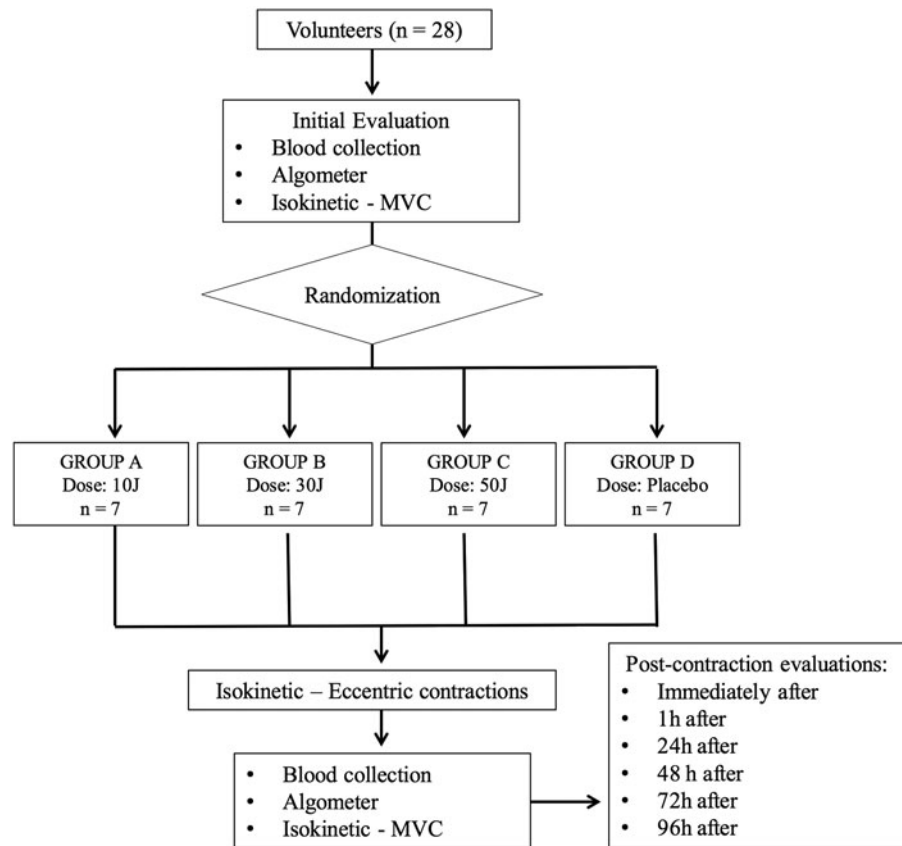 Volunteers (n = 28)
Initial Evaluation
• Blood collection
• Algometer
• Isokinetic - MVC
Randomization
GROUP A
Dose: 10J
n = 7
GROUP B
Dose: 30J
n = 7
GROUP C
Dose: 50J
n = 7
GROUP D
Dose: Placebo
n = 7
Isokinetic – Eccentric contractions
• Blood collection
• Algometer
• Isokinetic - MVC
Post-contraction evaluations:
• Immediately after
• 1h after
• 24h after
• 48 h after
• 72h after
• 96h after